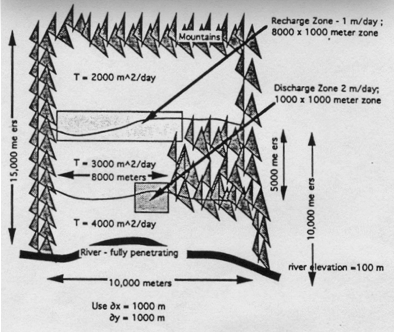 Recharge Zone - 1 m/day ;
8000 x 1000 meter zone
Mountains
T = 2000 m^2/day
Discharge Zone 2 m/day;
1000 x 1000 meter zone
15,000 me ers
T = 3000 m^2/day
8000 meters
5000 me ers
10,000 me ers
T = 4000 m^2/day
River - fully penetrating
river elevation =100 m
10,000 meters
Use ∂x = 1000 m
∂y = 1000 m